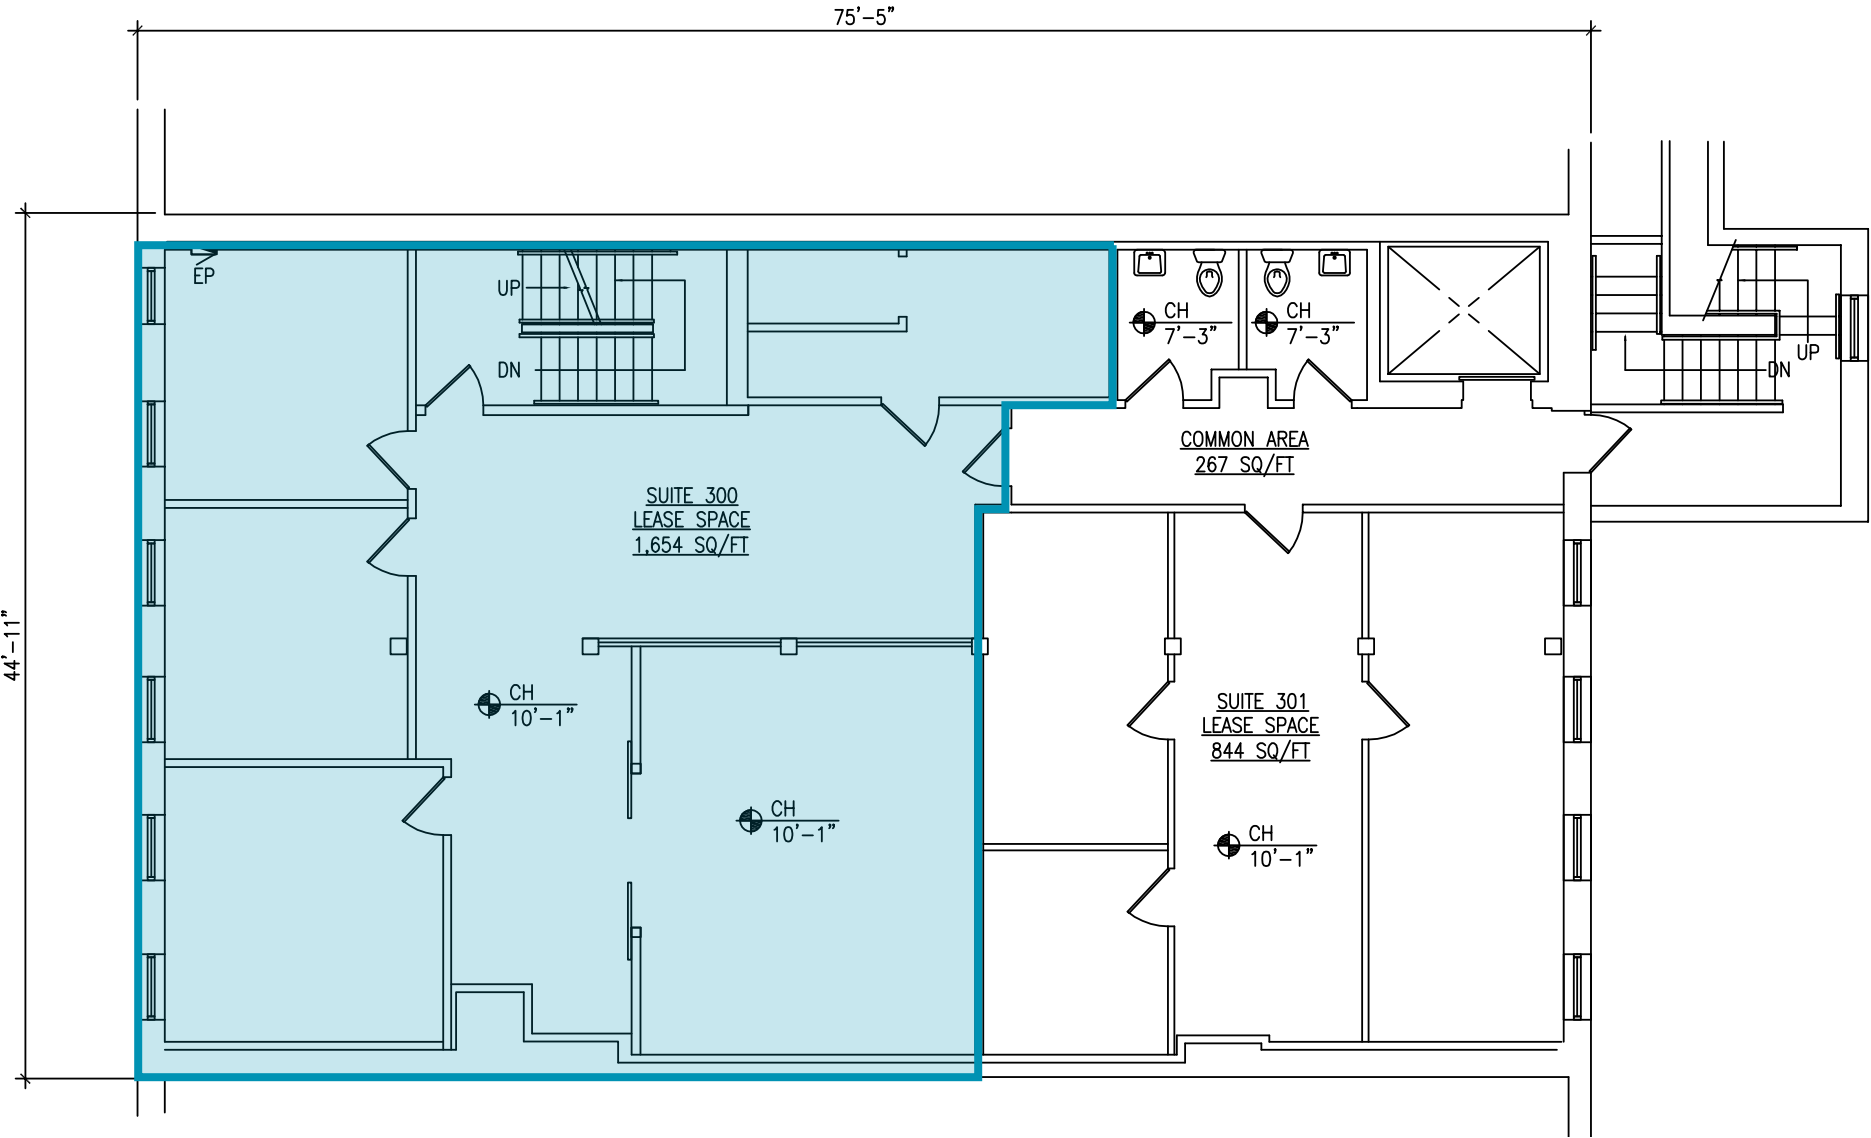 75'-5"
EP
UP
DN
CH
7'-3"
CH
7'-3"
UP
DN
COMMON AREA
267 SQ/FT
SUITE 300
LEASE SPACE
1,654 SQ/FT
44'-11"
CH
10'-1"
SUITE 301
LEASE SPACE
844 SQ/FT
CH
10'-1"
CH
10'-1"